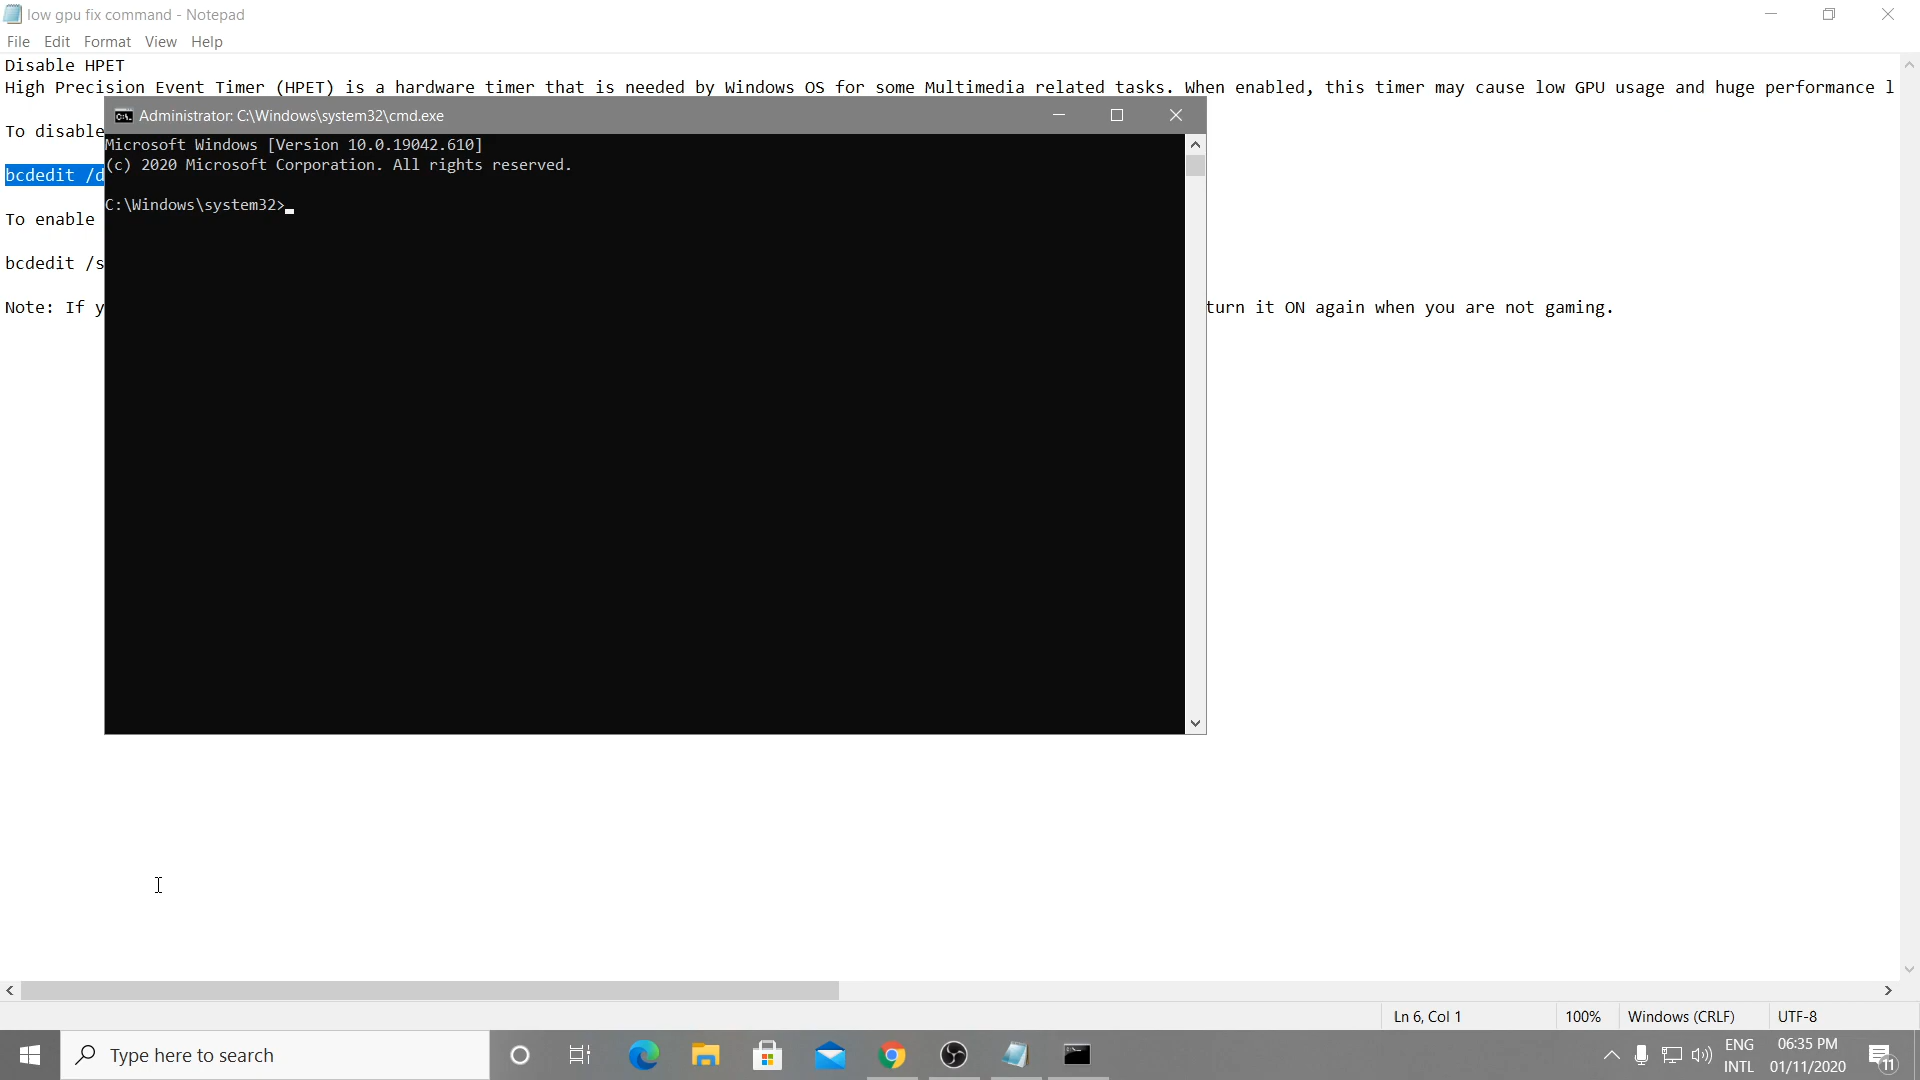 low gpu fix command - Notepad
File Edit Format View Help
Disable HPET
High Precision Event Timer (HPET) is a hardware timer that is needed by Windows OS for some Multimedia related tasks. When enabled, this timer may cause low GPU usage and huge performance l
Administrator: C:\Windows\system32\cmd.exe
To disable
Microsoft Windows [Version 10.0.19042.610]
(c) 2020 Microsoft Corporation. All rights reserved.
bcdedit /d
C:\Windows\system32>
To enable
bcdedit /s
Note: If y
turn it ON again when you are not gaming.
Ln 6, Col 1
100%
Windows (CRLF)
UTF-8
Type here to search
ENG
INTL
06:35 PM
01/11/2020
11